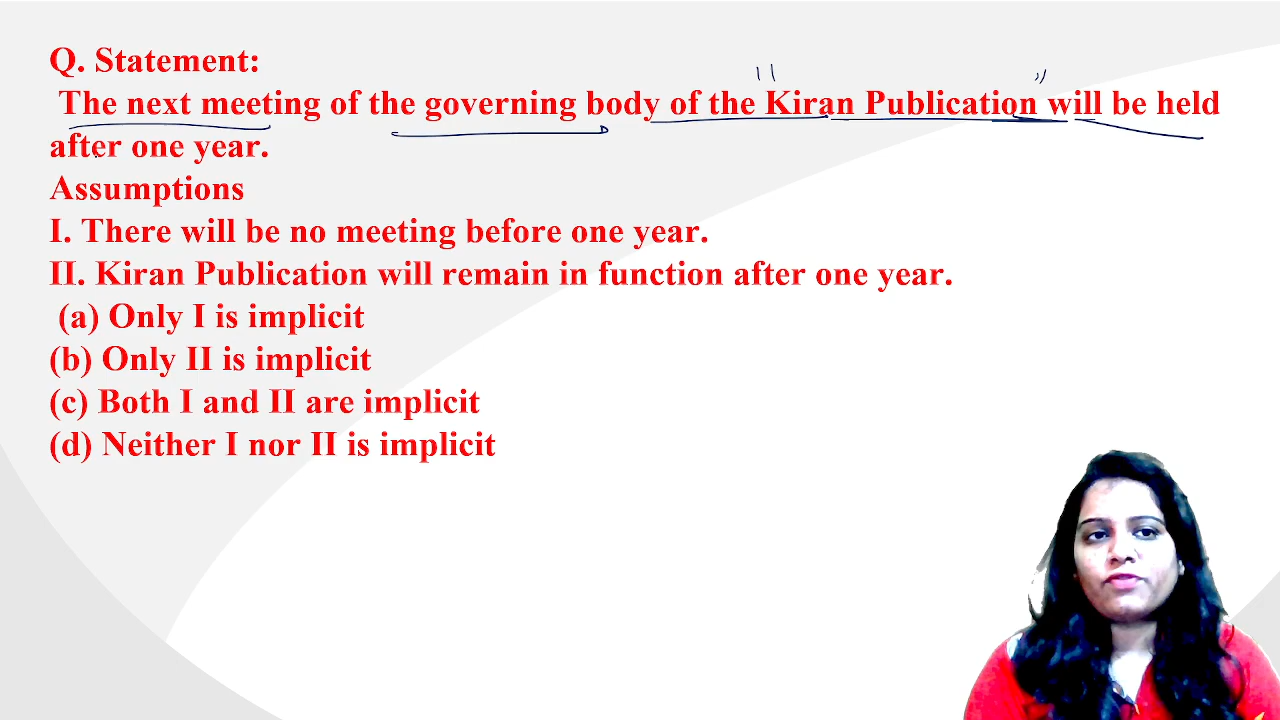 Q. Statement:
The next meeting of the governing body of the Kiran Publication will be held
after one year.
Assumptions
I. There will be no meeting before one year.
II. Kiran Publication will remain in function after one year.
(a) Only I is implicit
(b) Only II is implicit
(c) Both I and II are implicit
(d) Neither I nor II is implicit